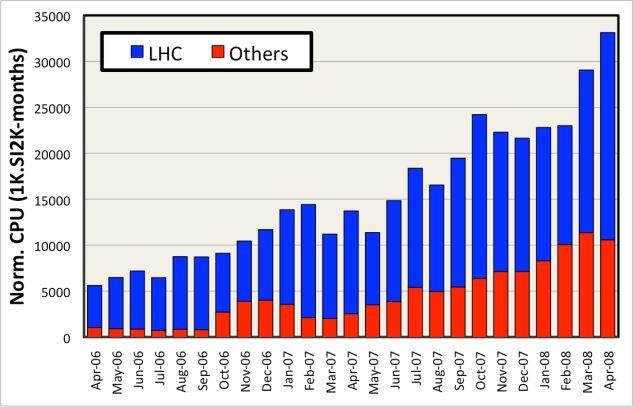 35000
30000
25000
20000
15000
10000
5000
0
Norm. CPU (1K.SI2K-months)
LHC Others
Apr-06 May-06 Jun-06 Jul-06 Aug-06 Sep-06 Oct-06 Nov-06 Dec-06 Jan-07 Feb-07 Mar-07 Apr-07 May-07 Jun-07 Jul-07 Aug-07 Sep-07 Oct-07 Nov-07 Dec-07 Jan-08 Feb-08 Mar-08 Apr-08